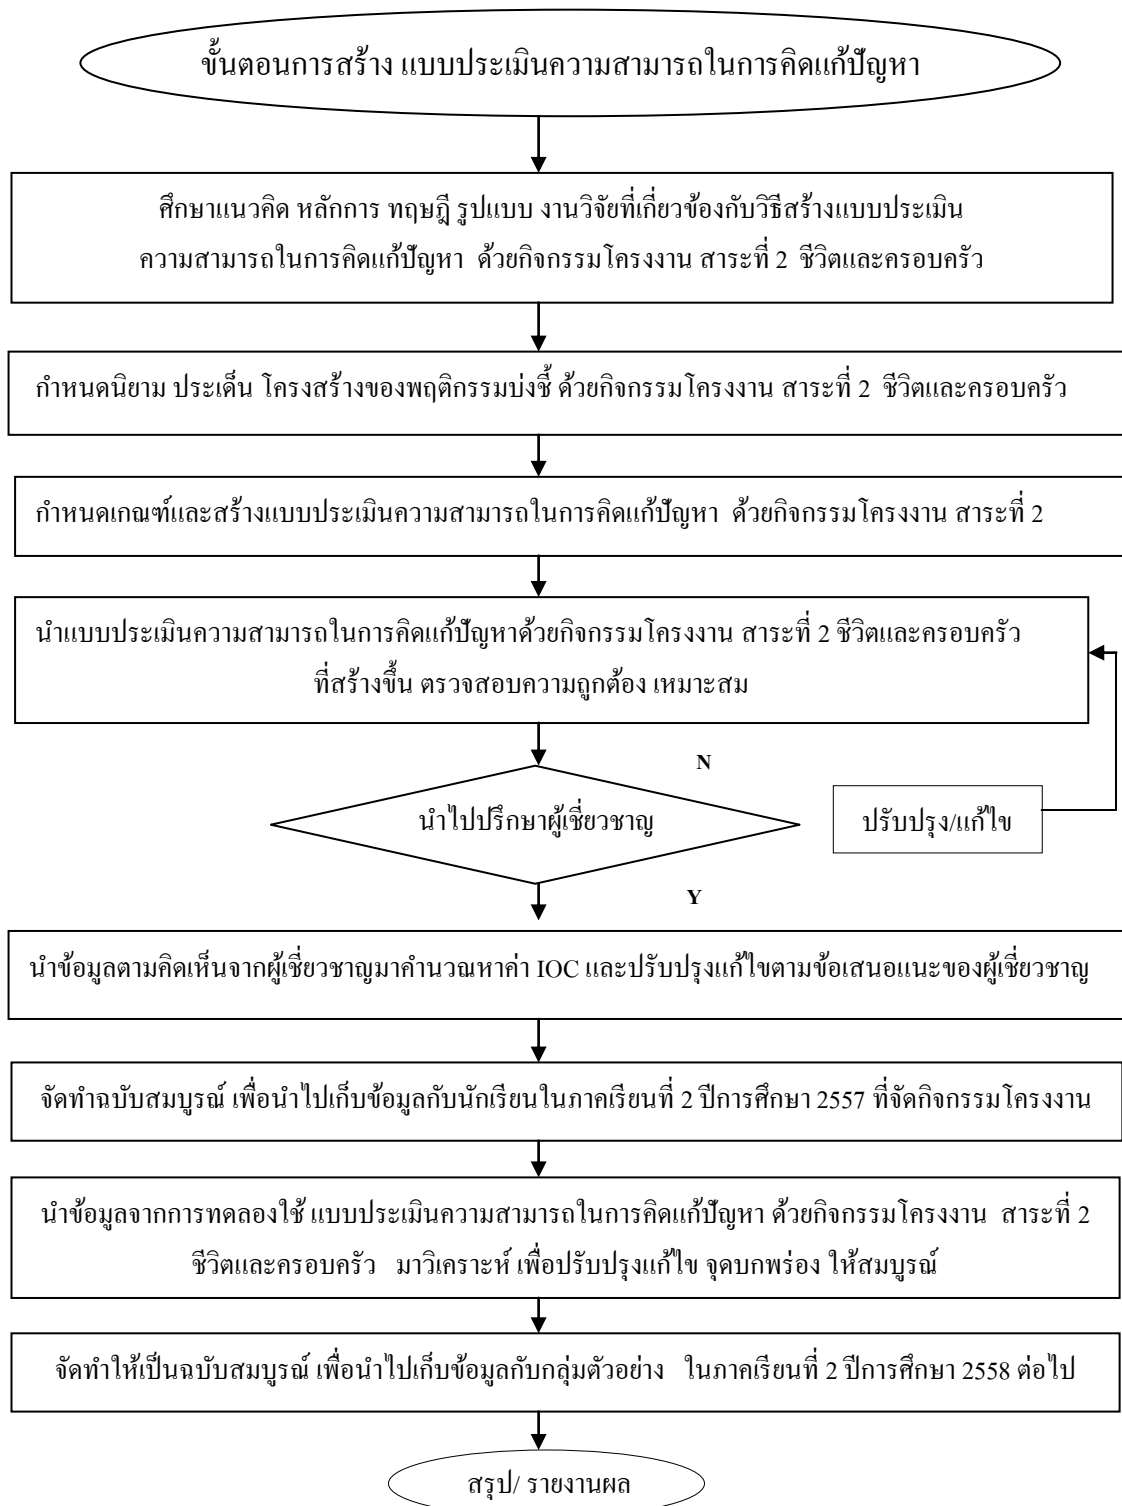 ขั้นตอนการสร้าง แบบประเมินความสามารถในการคิดแก้ปัญหา
ศึกษาแนวคิด หลักการ ทฤษฎี รูปแบบ งานวิจัยที่เกี่ยวข้องกับวิธีสร้างแบบประเมิน
ความสามารถในการคิดแก้ปัญหา ด้วยกิจกรรมโครงงาน สาระที่ 2 ชีวิตและครอบครัว
กำหนดนิยาม ประเด็น โครงสร้างของพฤติกรรมบ่งชี้ ด้วยกิจกรรมโครงงาน สาระที่ 2 ชีวิตและครอบครัว
กำหนดเกณฑ์และสร้างแบบประเมินความสามารถในการคิดแก้ปัญหา ด้วยกิจกรรมโครงงาน สาระที่ 2
นำแบบประเมินความสามารถในการคิดแก้ปัญหาด้วยกิจกรรมโครงงาน สาระที่ 2 ชีวิตและครอบครัว
ที่สร้างขึ้น ตรวจสอบความถูกต้อง เหมาะสม
N
นำไปปรึกษาผู้เชี่ยวชาญ
ปรับปรุง/แก้ไข
Y
นำข้อมูลตามคิดเห็นจากผู้เชี่ยวชาญมาคำนวณหาค่า IOC และปรับปรุงแก้ไขตามข้อเสนอแนะของผู้เชี่ยวชาญ
จัดทำฉบับสมบูรณ์ เพื่อนำไปเก็บข้อมูลกับนักเรียนในภาคเรียนที่ 2 ปีการศึกษา 2557 ที่จัดกิจกรรมโครงงาน
นำข้อมูลจากการทดลองใช้ แบบประเมินความสามารถในการคิดแก้ปัญหา ด้วยกิจกรรมโครงงาน สาระที่ 2
ชีวิตและครอบครัว มาวิเคราะห์ เพื่อปรับปรุงแก้ไข จุดบกพร่อง ให้สมบูรณ์
จัดทำให้เป็นฉบับสมบูรณ์ เพื่อนำไปเก็บข้อมูลกับกลุ่มตัวอย่าง ในภาคเรียนที่ 2 ปีการศึกษา 2558 ต่อไป
สรุป/ รายงานผล